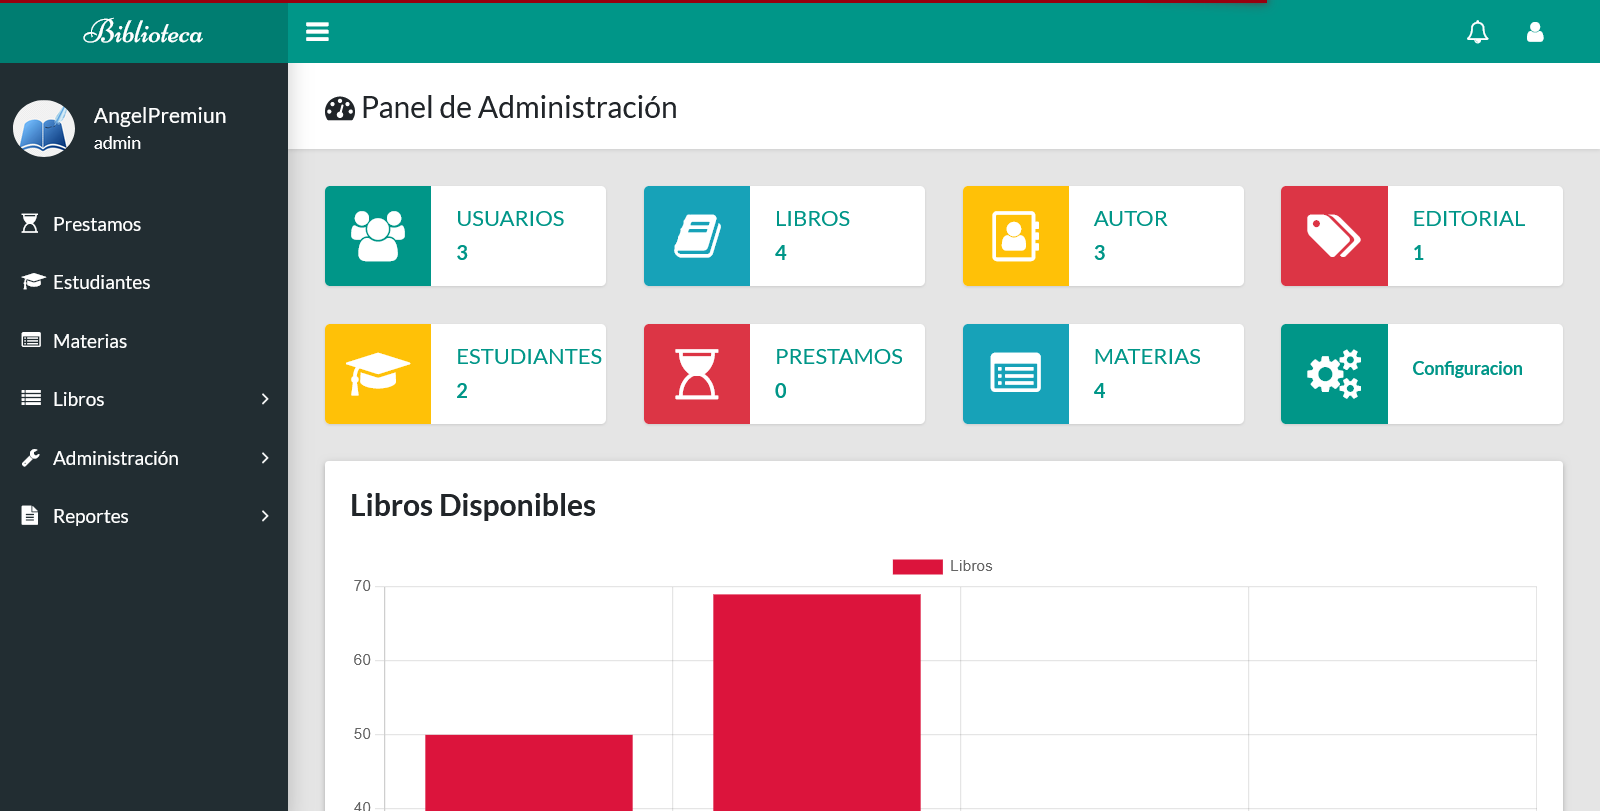 Biblioteca
AngelPremiun
admin
Prestamos
Estudiantes
Materias
Libros
Administración
Reportes
Panel de Administración
USUARIOS
3
LIBROS
4
AUTOR
3
EDITORIAL
1
ESTUDIANTES
2
PRESTAMOS
0
MATERIAS
4
Configuracion
Libros Disponibles
Libros
70
60
50
40